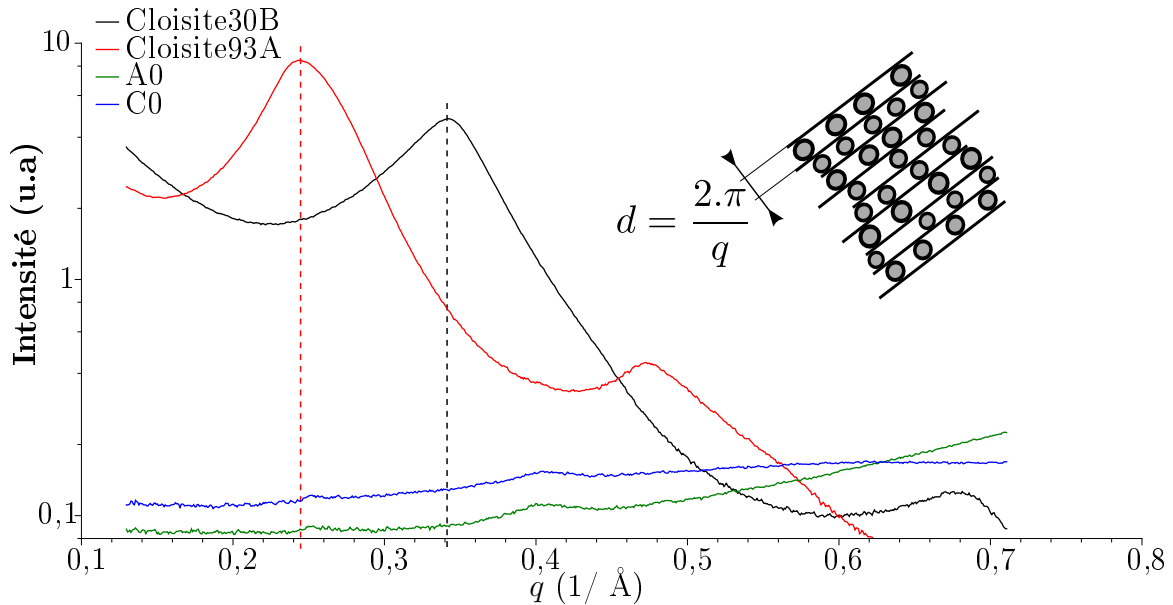 Cloisite30B
Cloisite93A
A0
C0
10
1
0,1
Intensité (u.a)
d = 2.π / q
0,1 0,2 0,3 0,4 0,5 0,6 0,7 0,8
q (1/ Å)